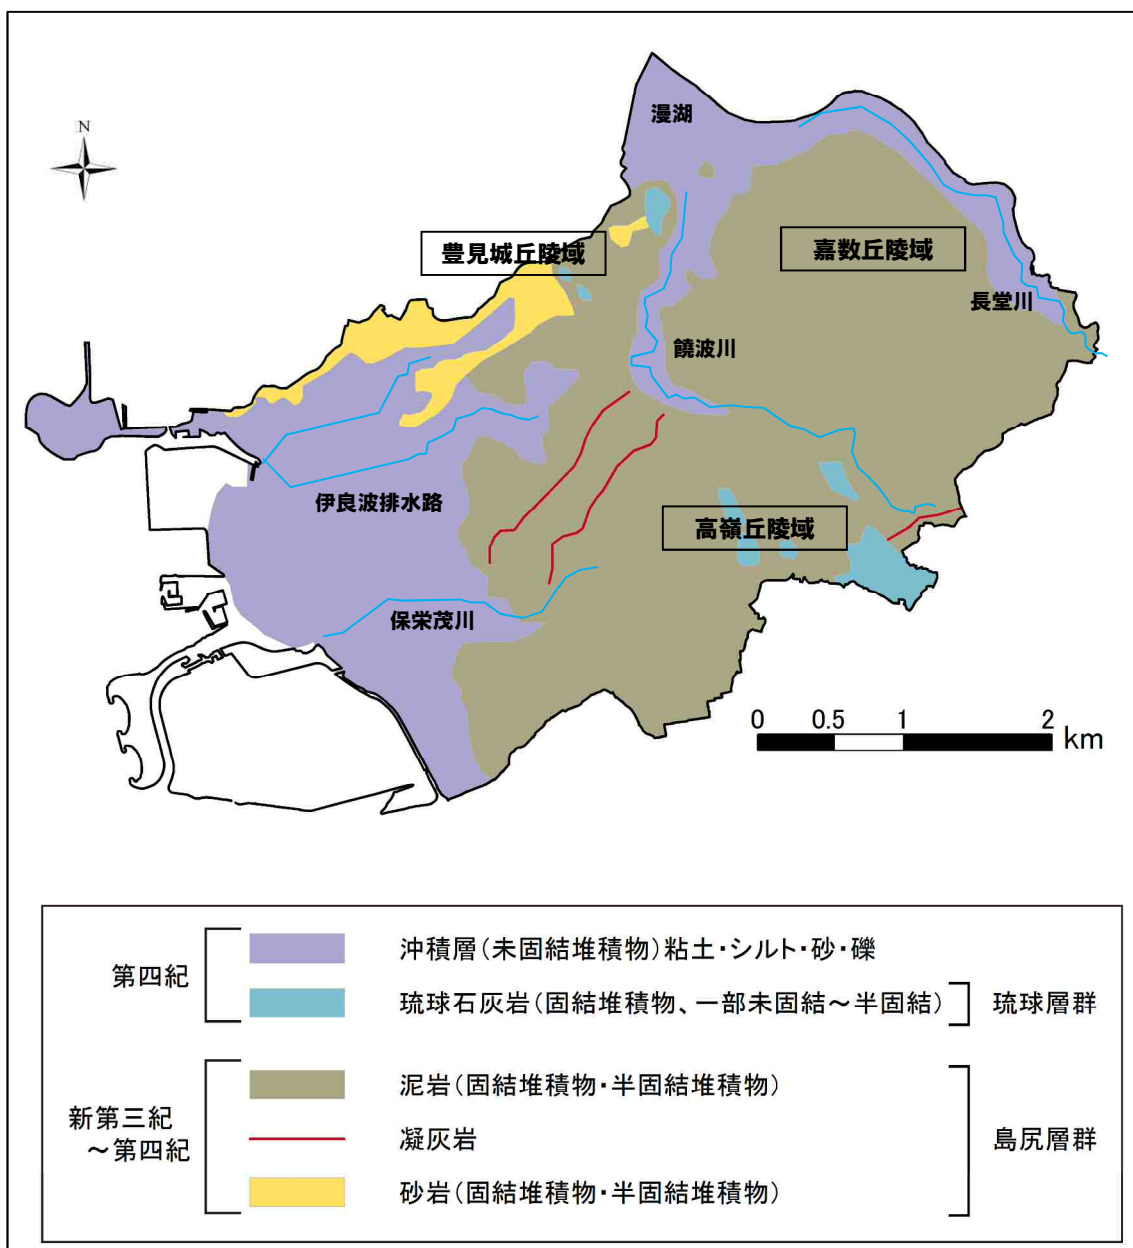 N
漫湖
豊見城丘陵域
嘉数丘陵域
長堂川
饒波川
伊良波排水路
高嶺丘陵域
保栄茂川
0 0.5 1 2
km
第四紀
沖積層(未固結堆積物)粘土・シルト・砂・礫
琉球石灰岩(固結堆積物、一部未固結～半固結)
琉球層群
新第三紀
～第四紀
泥岩(固結堆積物・半固結堆積物)
凝灰岩
砂岩(固結堆積物・半固結堆積物)
島尻層群